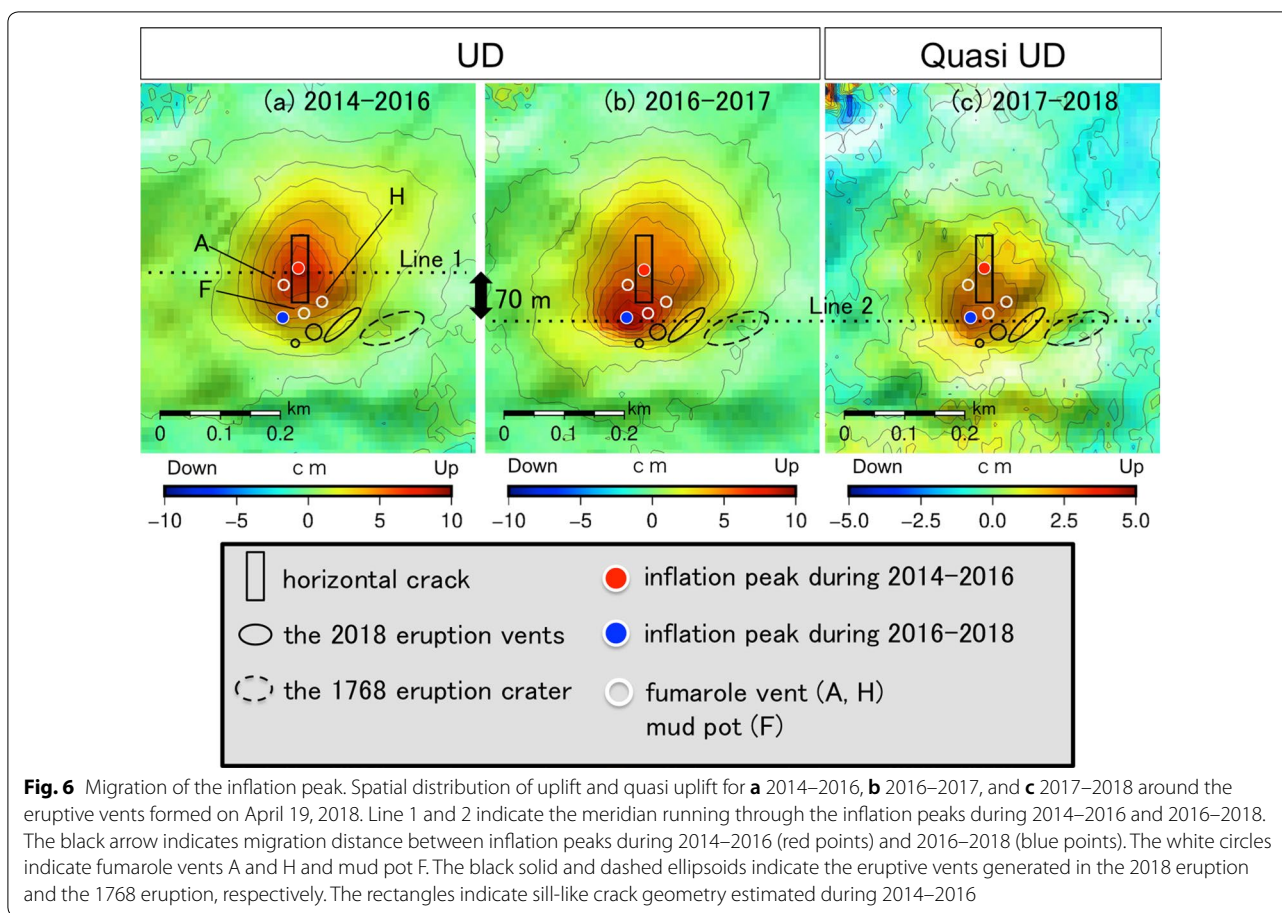 UD
Quasi UD
(a) 2014-2016
(b) 2016-2017
(c) 2017-2018
A
H
F
Line 1
70 m
Line 2
km
0 0.1 0.2
km
0 0.1 0.2
km
0 0.1 0.2
Down cm Up
−10 −5 0 5 10
Down cm Up
−10 −5 0 5 10
Down cm Up
−5.0 −2.5 0.0 2.5 5.0
horizontal crack
the 2018 eruption vents
the 1768 eruption crater
inflation peak during 2014-2016
inflation peak during 2016-2018
fumarole vent (A, H)
mud pot (F)
Fig. 6 Migration of the inflation peak. Spatial distribution of uplift and quasi uplift for a 2014–2016, b 2016–2017, and c 2017–2018 around the
eruptive vents formed on April 19, 2018. Line 1 and 2 indicate the meridian running through the inflation peaks during 2014–2016 and 2016–2018.
The black arrow indicates migration distance between inflation peaks during 2014–2016 (red points) and 2016–2018 (blue points). The white circles
indicate fumarole vents A and H and mud pot F. The black solid and dashed ellipsoids indicate the eruptive vents generated in the 2018 eruption
and the 1768 eruption, respectively. The rectangles indicate sill-like crack geometry estimated during 2014–2016